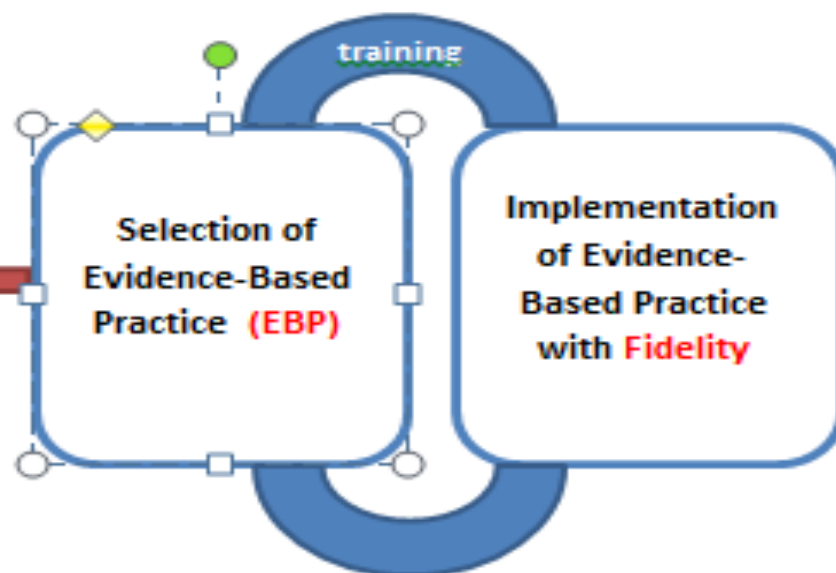 training
Selection of
Evidence-Based
Practice (EBP)
Implementation
of Evidence-
Based Practice
with Fidelity